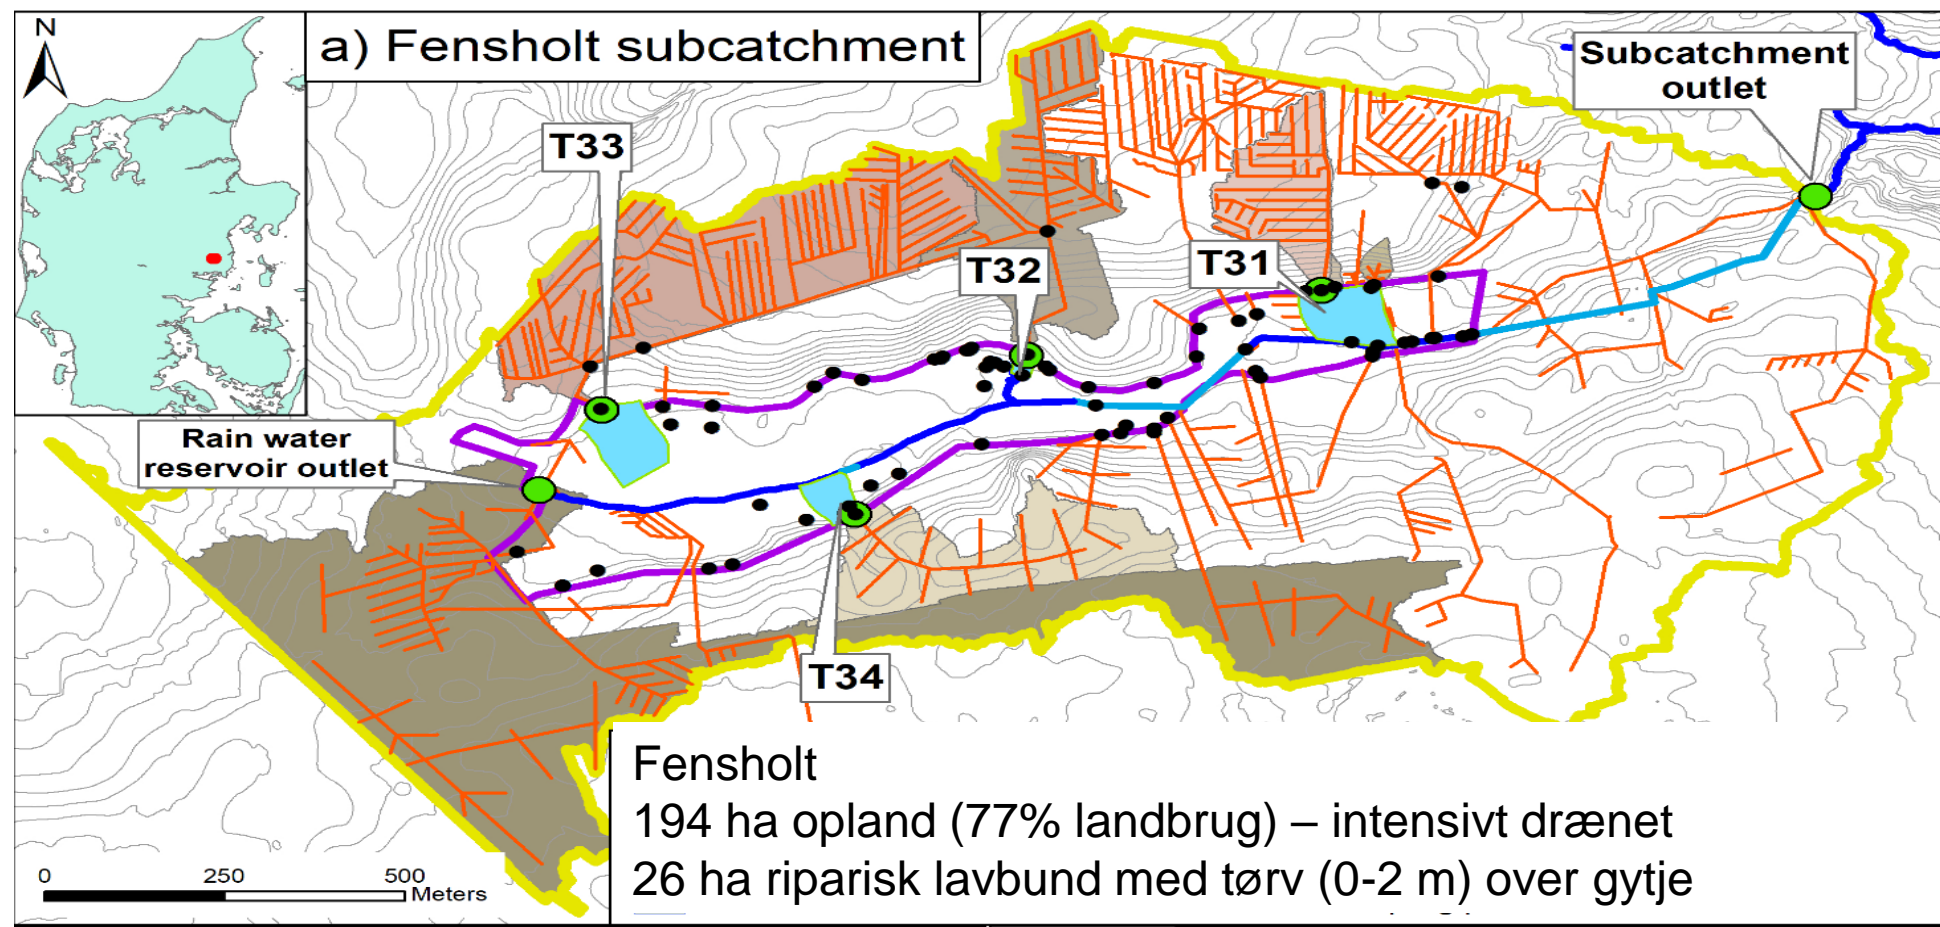 N
a) Fensholt subcatchment
Subcatchment
outlet
T33
T32
T31
Rain water
reservoir outlet
T34
0 250 500
Meters
Fensholt
194 ha opland (77% landbrug) – intensivt drænet
26 ha riparisk lavbund med tørv (0-2 m) over gytje